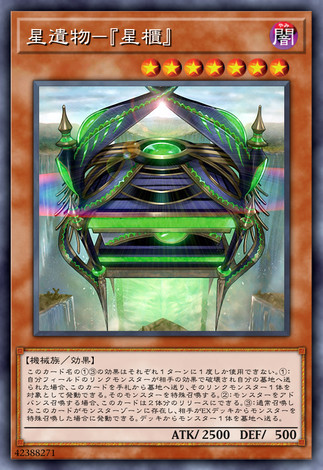 星遺物-『星櫃』
やみ
闇
【機械族／効果】
このカード名の①③の効果はそれぞれ１ターンに１度しか使用できない。①：
自分フィールドのリンクモンスターが相手の効果で破壊され自分の墓地へ送
られた場合、このカードを手札から墓地へ送り、そのモンスター１体を
対象として発動できる。そのモンスターを特殊召喚する。②：モンスターをアド
バンス召喚する場合、このカードは２体分のリリースにできる。③：通常召喚し
たこのカードがモンスターゾーンに存在し、相手がEXデッキからモンスターを
特殊召喚した場合に発動できる。デッキからモンスター１体を墓地へ送る。
ATK/ 2500 DEF/ 500
42388271